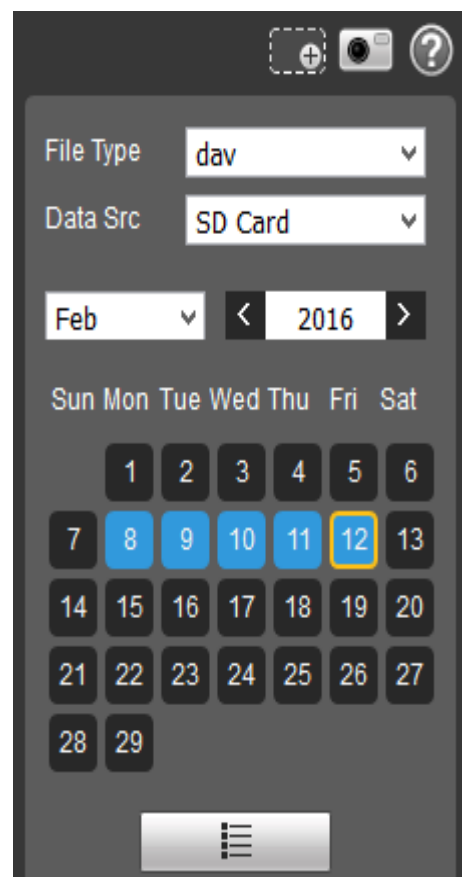 ?
File Type dav
Data Src SD Card
Feb < 2016 >
Sun Mon Tue Wed Thu Fri Sat
1 2 3 4 5 6
7 8 9 10 11 12 13
14 15 16 17 18 19 20
21 22 23 24 25 26 27
28 29